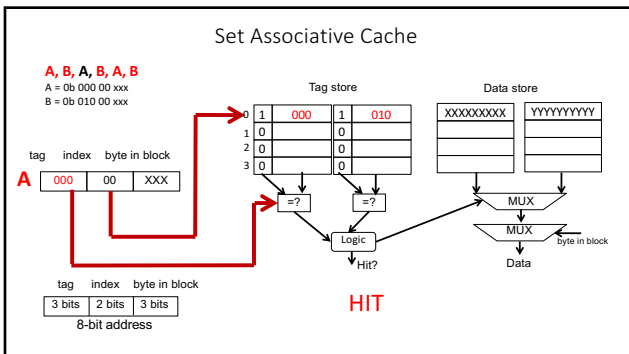 Set Associative Cache
A, B, A, B, A, B
A = 0b 000 00 xxx
B = 0b 010 00 xxx
Tag store
Data store
0 1 000 1 010
1 0 0
2 0 0
3 0 0
XXXXXXXXX YYYYYYYYYY
tag index byte in block
A 000 00 XXX
=? =?
MUX
Logic
MUX
byte in block
Hit?
Data
HIT
tag index byte in block
3 bits 2 bits 3 bits
8-bit address